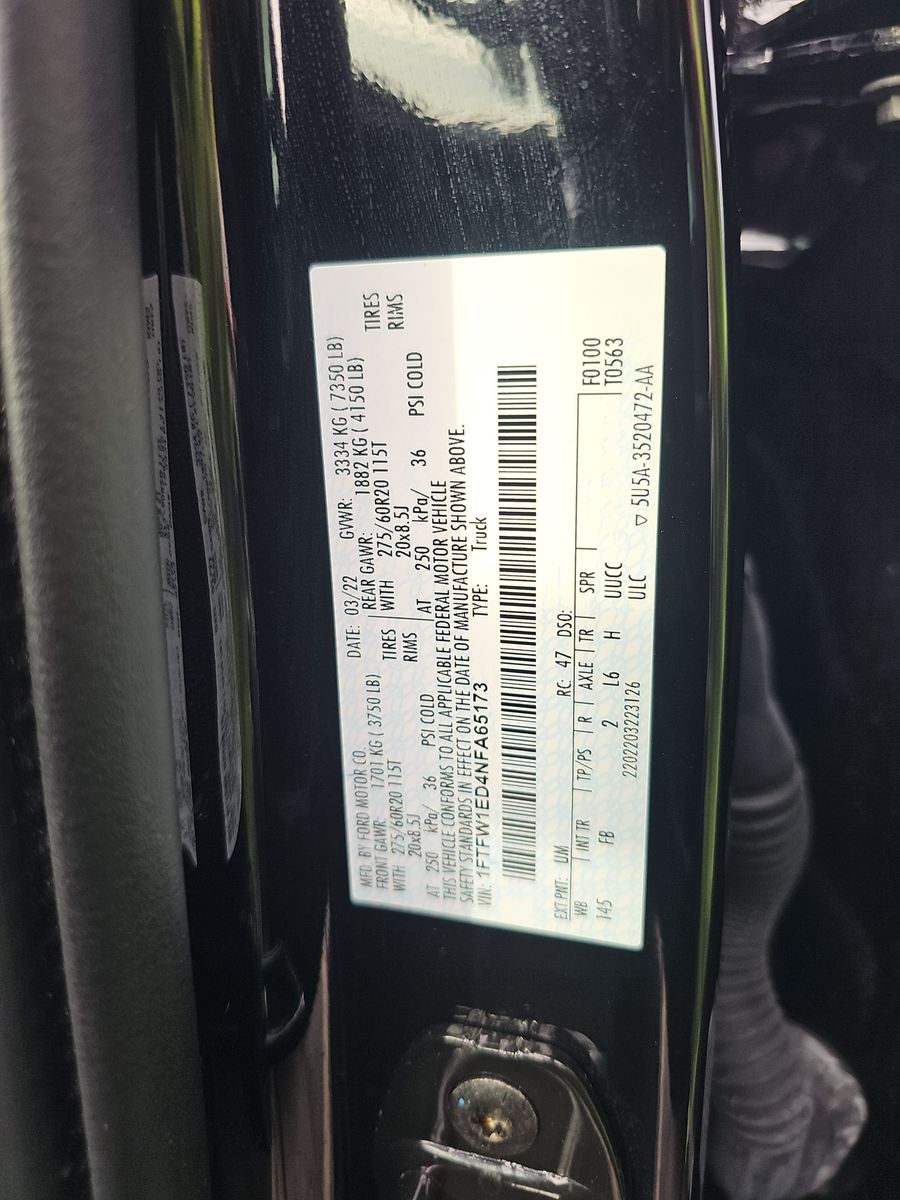 MFD. BY FORD MOTOR CO.
DATE: 03/22 GVWR: 3334 KG ( 7350 LB)
FRONT GAWR: 1701 KG ( 3750 LB)
REAR GAWR: 1882 KG ( 4150 LB)
WITH 275/60R20 115T TIRES
WITH 275/60R20 115T TIRES
20x8.5J RIMS
20x8.5J RIMS
AT 250 kPa/ 36 PSI COLD
AT 250 kPa/ 36 PSI COLD
THIS VEHICLE CONFORMS TO ALL APPLICABLE FEDERAL MOTOR VEHICLE
SAFETY STANDARDS IN EFFECT ON THE DATE OF MANUFACTURE SHOWN ABOVE.
VIN: 1FTFW1ED4NFA65173 TYPE: Truck
EXT PNT: UM RC: 47 DSO: F0100
WB INT TR TP/PS R AXLE TR SPR T0563
145 FB 2 L6 H UUCC
2202203223126 ULC ▽ 5U5A-3520472-AA